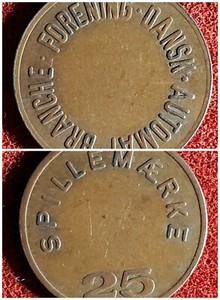 DANSK · AUTOMAT
BRANCHE · FORENING ·
SPILLEMÆRKE
25